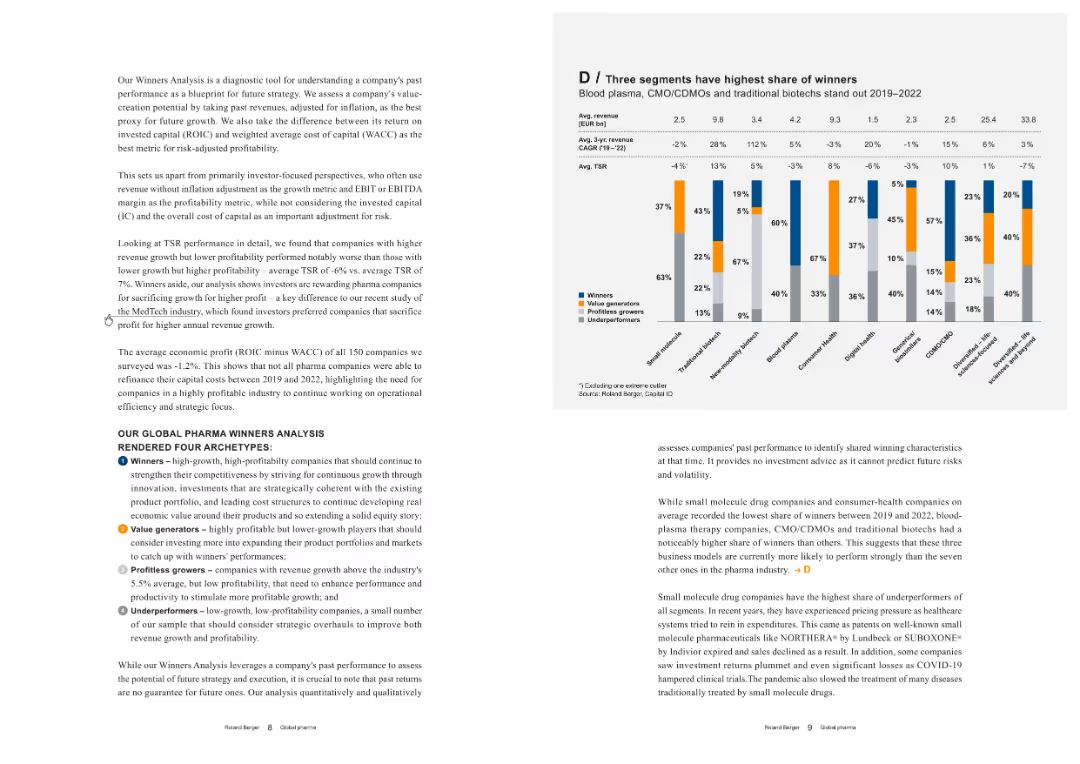 Our Winners Analysis is a diagnostic tool for understanding a company's past
performance as a blueprint for future strategy. We assess a company's value-
creation potential by taking past revenues, adjusted for inflation, as the best
proxy for future growth. We also take the difference between its return on
invested capital (ROIC) and weighted average cost of capital (WACC) as the
best metric for risk-adjusted profitability.
This sets us apart from primarily investor-focused perspectives, who often use
revenue without inflation adjustment as the growth metric and EBIT or EBITDA
margin as the profitability metric, while not considering the invested capital
(IC) and the overall cost of capital as an important adjustment for risk.
Looking at TSR performance in detail, we found that companies with higher
revenue growth but lower profitability performed notably worse than those with
lower growth but higher profitability – average TSR of -6% vs. average TSR of
7%. Winners aside, our analysis shows investors are rewarding pharma companies
for sacrificing growth for higher profit – a key difference to our recent study of
the MedTech industry, which found investors preferred companies that sacrifice
profit for higher annual revenue growth.
The average economic profit (ROIC minus WACC) of all 150 companies we
surveyed was -1.2%. This shows that not all pharma companies were able to
refinance their capital costs between 2019 and 2022, highlighting the need for
companies in a highly profitable industry to continue working on operational
efficiency and strategic focus.
OUR GLOBAL PHARMA WINNERS ANALYSIS
RENDERED FOUR ARCHETYPES:
1 Winners – high-growth, high-profitabilty companies that should continue to
strengthen their competitiveness by striving for continuous growth through
innovation, investments that are strategically coherent with the existing
product portfolio, and leading cost structures to continue developing real
economic value around their products and so extending a solid equity story;
2 Value generators – highly profitable but lower-growth players that should
consider investing more into expanding their product portfolios and markets
to catch up with winners' performances;
3 Profitless growers – companies with revenue growth above the industry's
5.5% average, but low profitability, that need to enhance performance and
productivity to stimulate more profitable growth; and
4 Underperformers – low-growth, low-profitability companies, a small number
of our sample that should consider strategic overhauls to improve both
revenue growth and profitability.
While our Winners Analysis leverages a company's past performance to assess
the potential of future strategy and execution, it is crucial to note that past returns
are no guarantee for future ones. Our analysis quantitatively and qualitatively
Roland Berger 8 Global pharma
D / Three segments have highest share of winners
Blood plasma, CMO/CDMOs and traditional biotechs stand out 2019–2022
Avg. revenue
[EUR bn] 2.5 9.8 3.4 4.2 9.3 1.5 2.3 2.5 25.4 33.8
Avg. 3-yr. revenue
CAGR ('19–'22) -2% 28% 112% 5% -3% 20% -1% 15% 6% 3%
Avg. TSR -4%* 13% 5% -3% 8% -6% -3% 10% 1% -7%
37% 63%
43% 22% 22% 13%
19% 5% 67% 9%
60% 40%
67% 33%
27% 37% 36%
5% 45% 10% 40%
57% 15% 14% 14%
23% 36% 23% 18%
20% 40% 40%
Winners
Value generators
Profitless growers
Underperformers
Small molecule
Traditional biotech
New-modality biotech
Blood plasma
Consumer Health
Digital health
Generics/
biosimilars
CDMO/CMO
Diversified – life-
sciences-focused
Diversified – life
sciences and beyond
*) Excluding one extreme outlier
Source: Roland Berger, Capital IQ
assesses companies' past performance to identify shared winning characteristics
at that time. It provides no investment advice as it cannot predict future risks
and volatility.
While small molecule drug companies and consumer-health companies on
average recorded the lowest share of winners between 2019 and 2022, blood-
plasma therapy companies, CMO/CDMOs and traditional biotechs had a
noticeably higher share of winners than others. This suggests that these three
business models are currently more likely to perform strongly than the seven
other ones in the pharma industry. → D
Small molecule drug companies have the highest share of underperformers of
all segments. In recent years, they have experienced pricing pressure as healthcare
systems tried to rein in expenditures. This came as patents on well-known small
molecule pharmaceuticals like NORTHERA® by Lundbeck or SUBOXONE®
by Indivior expired and sales declined as a result. In addition, some companies
saw investment returns plummet and even significant losses as COVID-19
hampered clinical trials.The pandemic also slowed the treatment of many diseases
traditionally treated by small molecule drugs.
Roland Berger 9 Global pharma